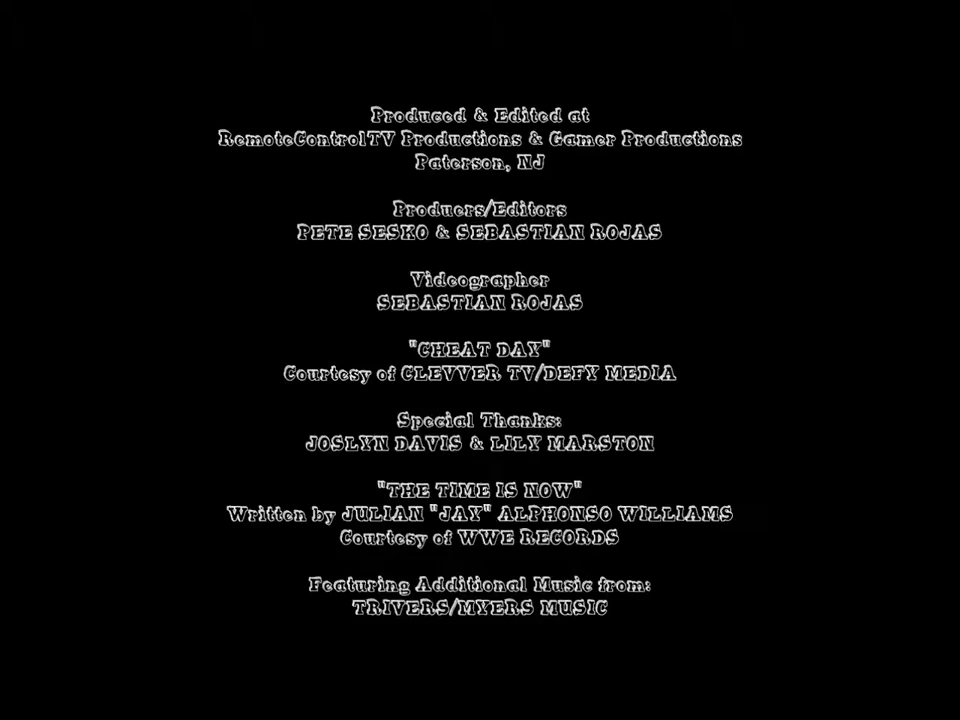 Produced & Edited at
RemoteControlTV Productions & Gamer Productions
Paterson, NJ
Produers/Editors
PETE SESKO & SEBASTIAN ROJAS
Videographer
SEBASTIAN ROJAS
"CHEAT DAY"
Courtesy of CLEVVER TV/DEFY MEDIA
Special Thanks:
JOSLYN DAVIS & LILY MARSTON
"THE TIME IS NOW"
Written by JULIAN "JAY" ALPHONSO WILLIAMS
Courtesy of WWE RECORDS
Featuring Additional Music from:
TRIVERS/MYERS MUSIC